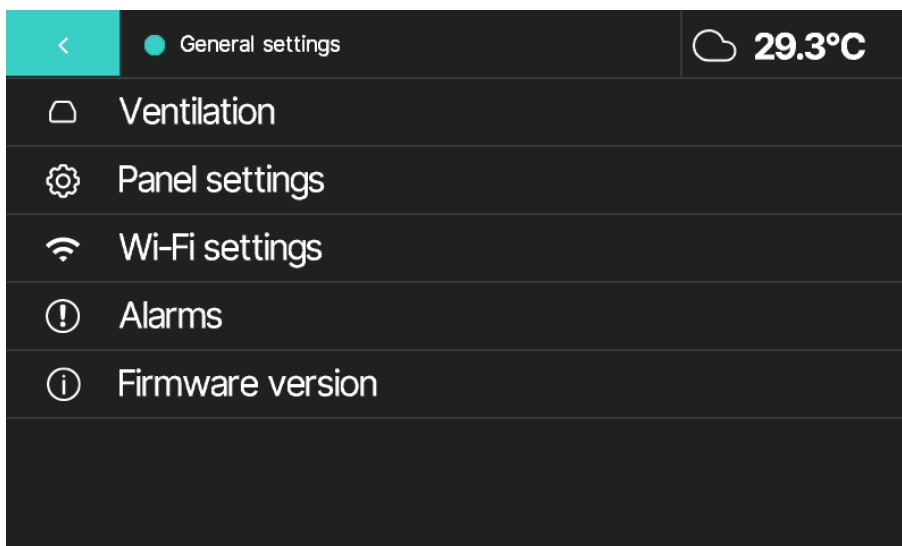 General settings
29.3°C
Ventilation
Panel settings
Wi-Fi settings
Alarms
Firmware version